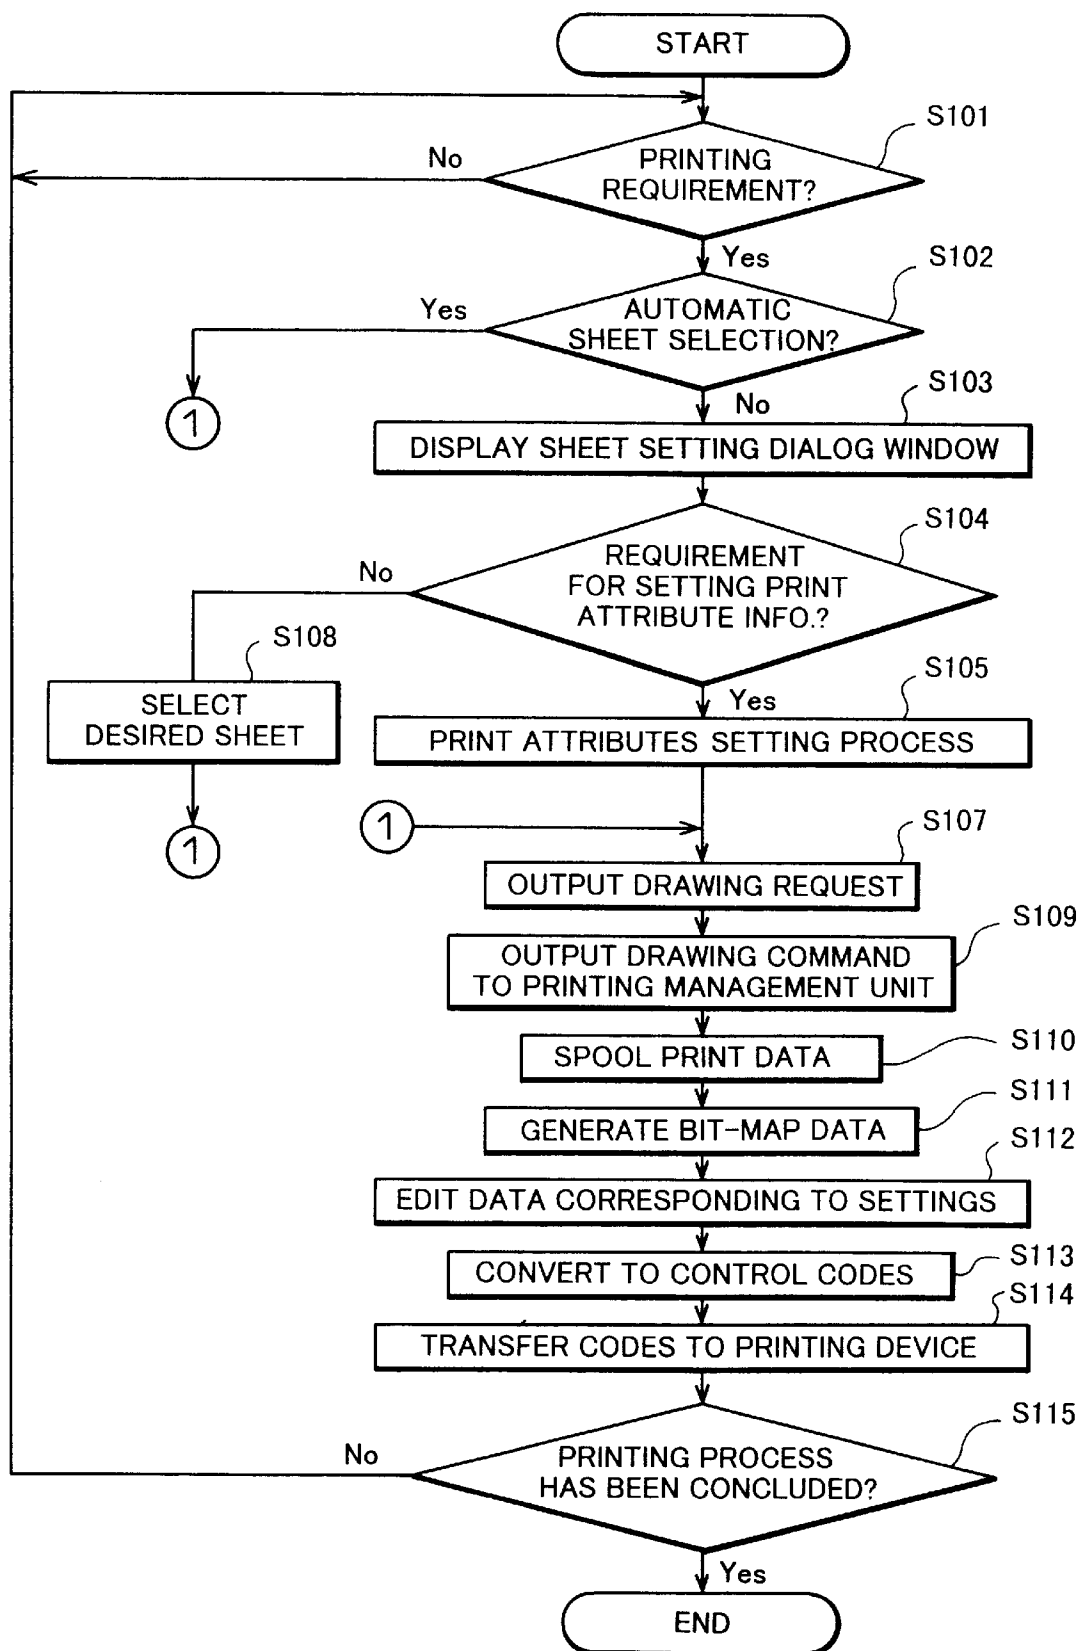 START
S101
No
PRINTING
REQUIREMENT?
Yes
S102
Yes
AUTOMATIC
SHEET SELECTION?
S103
No
1
DISPLAY SHEET SETTING DIALOG WINDOW
S104
REQUIREMENT
FOR SETTING PRINT
ATTRIBUTE INFO.?
No
S108
SELECT
DESIRED SHEET
Yes
S105
PRINT ATTRIBUTES SETTING PROCESS
1
1
S107
OUTPUT DRAWING REQUEST
S109
OUTPUT DRAWING COMMAND
TO PRINTING MANAGEMENT UNIT
S110
SPOOL PRINT DATA
S111
GENERATE BIT-MAP DATA
S112
EDIT DATA CORRESPONDING TO SETTINGS
S113
CONVERT TO CONTROL CODES
S114
TRANSFER CODES TO PRINTING DEVICE
S115
No
PRINTING PROCESS
HAS BEEN CONCLUDED?
Yes
END